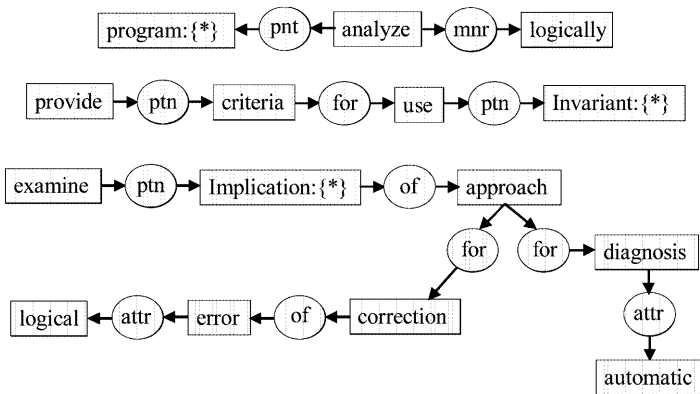 program:{*} pnt analyze mnr logically
provide ptn criteria for use ptn Invariant:{*}
examine ptn Implication:{*} of approach
for for diagnosis
logical attr error of correction attr
automatic